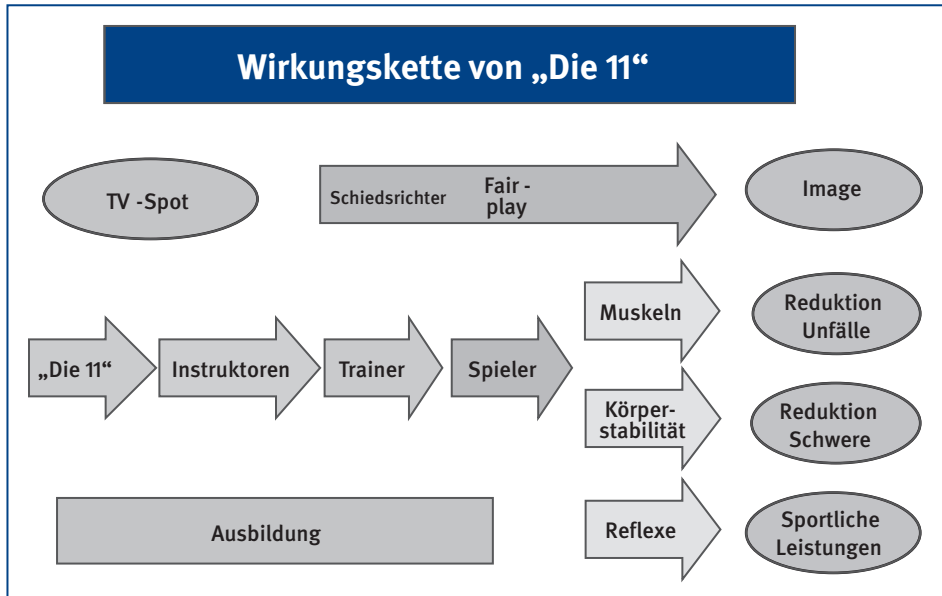 Wirkungskette von „Die 11“
TV -Spot
Schiedsrichter
Fair -
play
Image
Muskeln
Reduktion
Unfälle
„Die 11“
Instruktoren
Trainer
Spieler
Körper-
stabilität
Reduktion
Schwere
Ausbildung
Reflexe
Sportliche
Leistungen